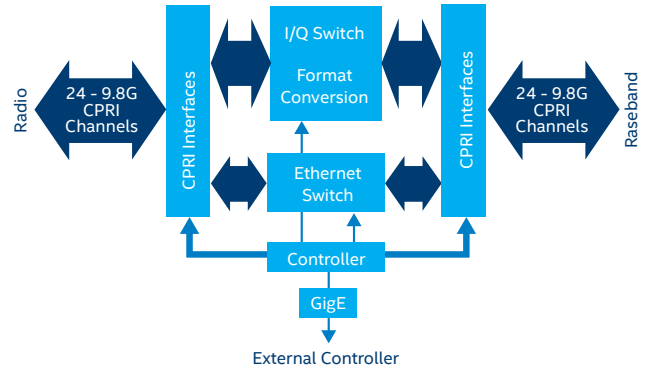 Radio
24 - 9.8G
CPRI
Channels
CPRI Interfaces
I/Q Switch
Format
Conversion
Ethernet
Switch
CPRI Interfaces
24 - 9.8G
CPRI
Channels
Raseband
Controller
GigE
External Controller